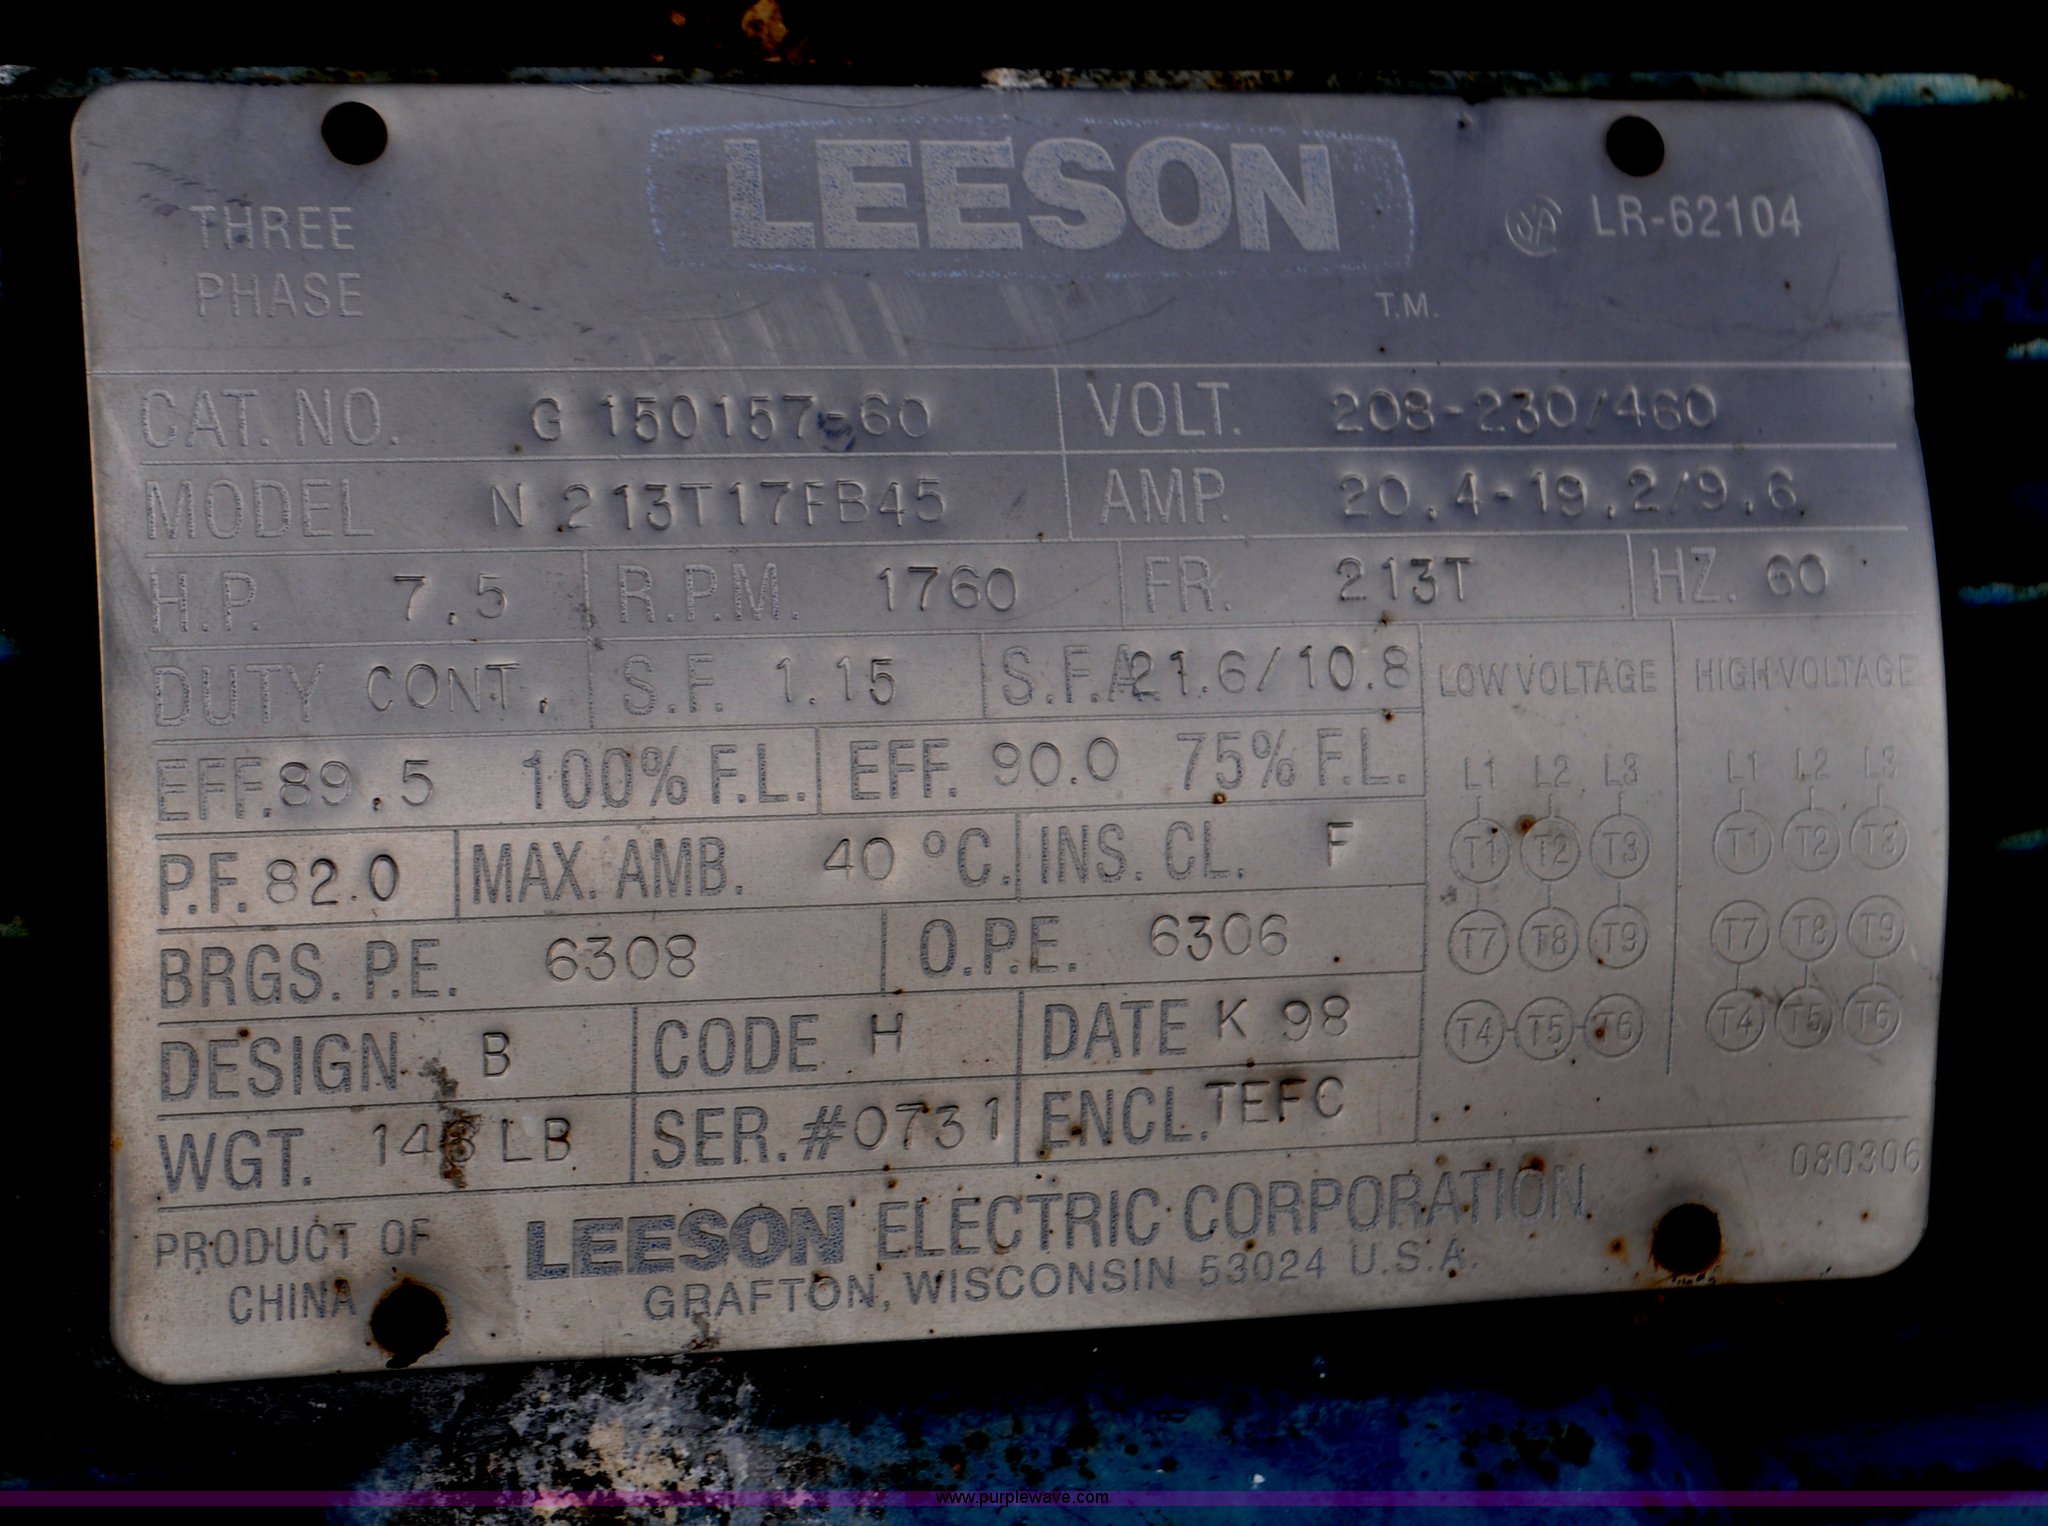 LEESON
THREE
PHASE
LR-62104
T.M.
CAT. NO. G 150157-60 VOLT. 208-230/460
MODEL N 213T17FB45 AMP. 20.4-19.2/9.6
H.P. 7.5 R.P.M. 1760 FR. 213T HZ. 60
DUTY CONT. S.F. 1.15 S.F.A 21.6/10.8
EFF. 89.5 100% F.L. EFF. 90.0 75% F.L.
P.F. 82.0 MAX. AMB. 40 °C. INS. CL. F
BRGS. P.E. 6308 O.P.E. 6306
DESIGN B CODE H DATE K 98
WGT. LB SER. #0731 ENCL. TEFC
LOW VOLTAGE HIGH VOLTAGE
L1 L2 L3 L1 L2 L3
T1 T2 T3 T1 T2 T3
T7 T8 T9 T7 T8 T9
T4 T5 T6 T4 T5 T6
080306
PRODUCT OF
CHINA
LEESON ELECTRIC CORPORATION
GRAFTON, WISCONSIN 53024 U.S.A.
www.purplewave.com